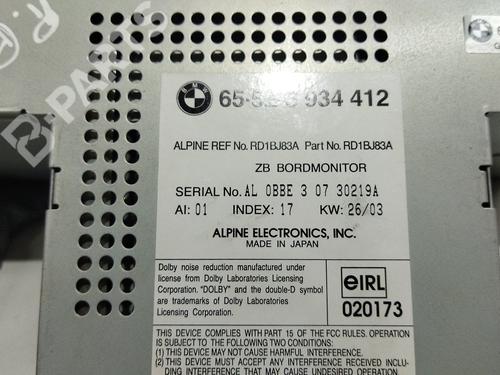 BMW
65-52 6 934 412
ALPINE REF No. RD1BJ83A Part No. RD1BJ83A
ZB BORDMONITOR
SERIAL No. AL 0BBE 3 07 30219A
AI: 01 INDEX: 17 KW: 26/03
ALPINE ELECTRONICS, INC.
MADE IN JAPAN
Dolby noise reduction manufactured under
license from Dolby Laboratories Licensing
Corporation. "DOLBY" and the double-D symbol
are trademarks of Dolby Laboratories
Licensing Corporation.
eIRL
020173
THIS DEVICE COMPLIES WITH PART 15 OF THE FCC RULES. OPERATION
IS SUBJECT TO THE FOLLOWING TWO CONDITIONS:
(1) THIS DEVICE MAY NOT CAUSE HARMFUL INTERFERENCE, AND
(2) THIS DEVICE MUST ACCEPT ANY INTERFERENCE RECEIVED, INCLU-
DING INTERFERENCE THAT MAY CAUSE UNDESIRED OPERATION.